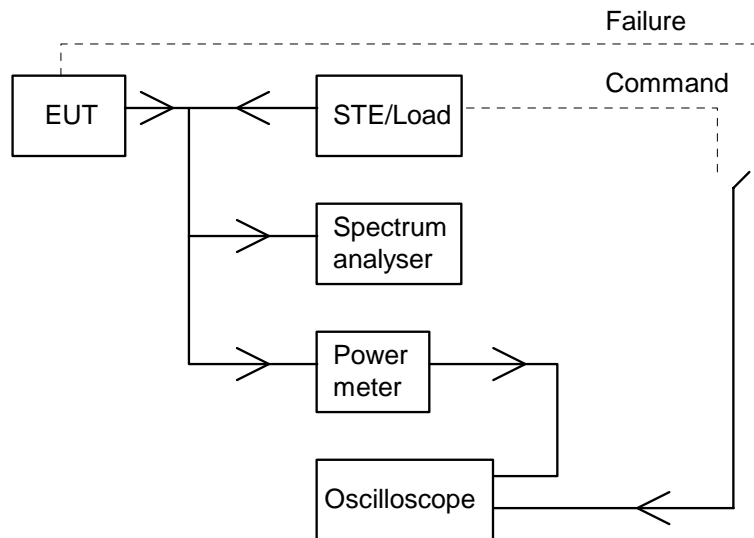 Failure
Command
EUT
STE/Load
Spectrum
analyser
Power
meter
Oscilloscope